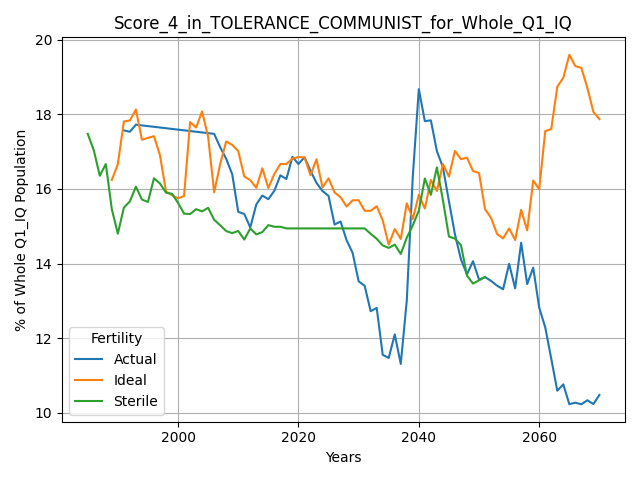 Score_4_in_TOLERANCE_COMMUNIST_for_Whole_Q1_IQ
% of Whole Q1_IQ Population
20
18
16
14
12
10
Fertility
Actual
Ideal
Sterile
2000 2020 2040 2060
Years